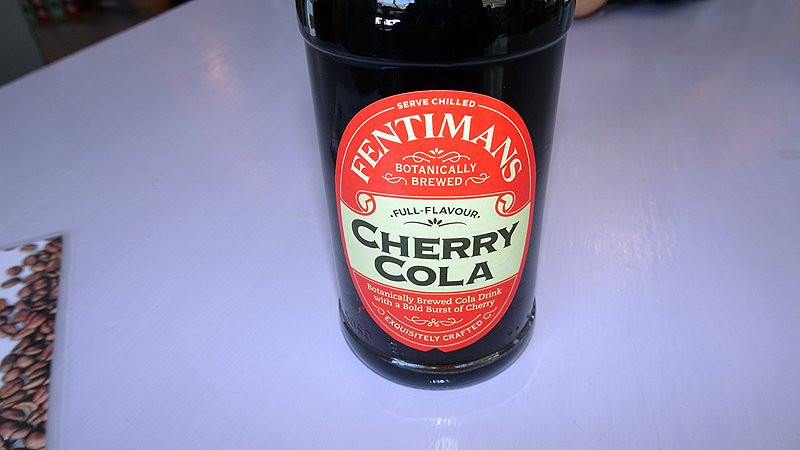 SERVE CHILLED
FENTIMANS
BOTANICALLY
BREWED
·FULL-FLAVOUR·
CHERRY
COLA
Botanically Brewed Cola Drink
with a Bold Burst of Cherry
EXQUISITELY CRAFTED